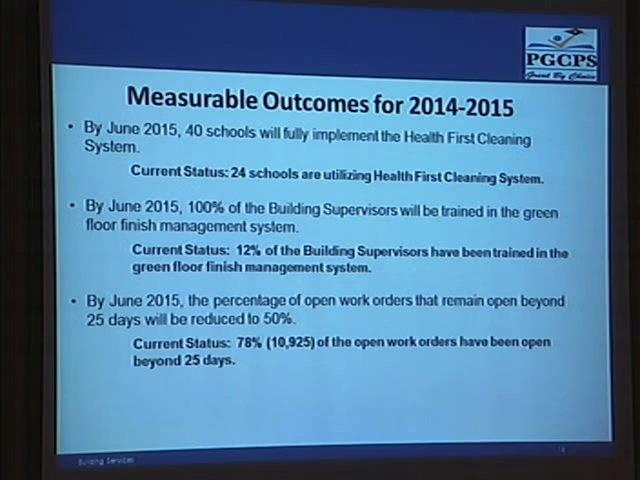 PGCPS
Great By Choice
Measurable Outcomes for 2014-2015
• By June 2015, 40 schools will fully implement the Health First Cleaning
System.
Current Status: 24 schools are utilizing Health First Cleaning System.
• By June 2015, 100% of the Building Supervisors will be trained in the green
floor finish management system.
Current Status: 12% of the Building Supervisors have been trained in the
green floor finish management system.
• By June 2015, the percentage of open work orders that remain open beyond
25 days will be reduced to 50%.
Current Status: 78% (10,925) of the open work orders have been open
beyond 25 days.
Building Services